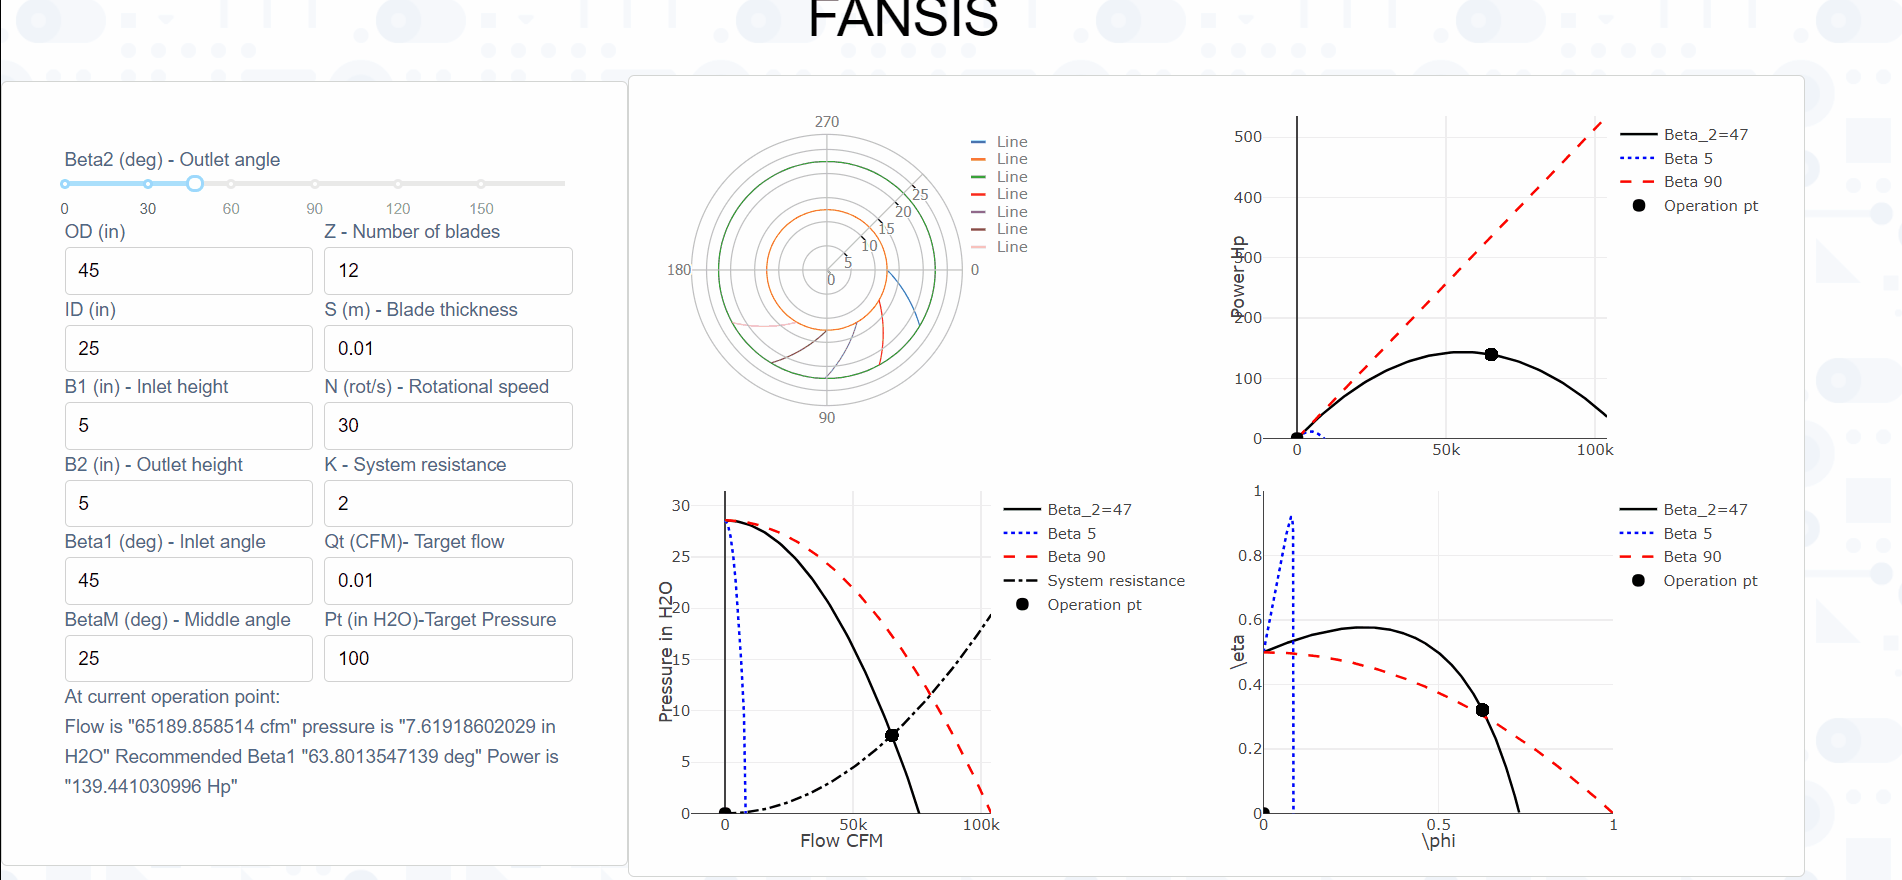 FANSIS
Beta2 (deg) - Outlet angle
0 30 60 90 120 150
OD (in) Z - Number of blades
45 12
ID (in) S (m) - Blade thickness
25 0.01
B1 (in) - Inlet height N (rot/s) - Rotational speed
5 30
B2 (in) - Outlet height K - System resistance
5 2
Beta1 (deg) - Inlet angle Qt (CFM)- Target flow
45 0.01
BetaM (deg) - Middle angle Pt (in H2O)-Target Pressure
25 100
At current operation point:
Flow is "65189.858514 cfm" pressure is "7.61918602029 in
H2O" Recommended Beta1 "63.8013547139 deg" Power is
"139.441030996 Hp"
270
180
0
90
0
5
10
15
20
25
Line
Line
Line
Line
Line
Line
Line
500
400
300
200
100
0
Power Hp
0 50k 100k
Beta_2=47
Beta 5
Beta 90
Operation pt
30
25
20
15
10
5
0
Pressure in H2O
0 50k 100k
Flow CFM
Beta_2=47
Beta 5
Beta 90
System resistance
Operation pt
1
0.8
0.6
0.4
0.2
0
\eta
0 0.5 1
\phi
Beta_2=47
Beta 5
Beta 90
Operation pt